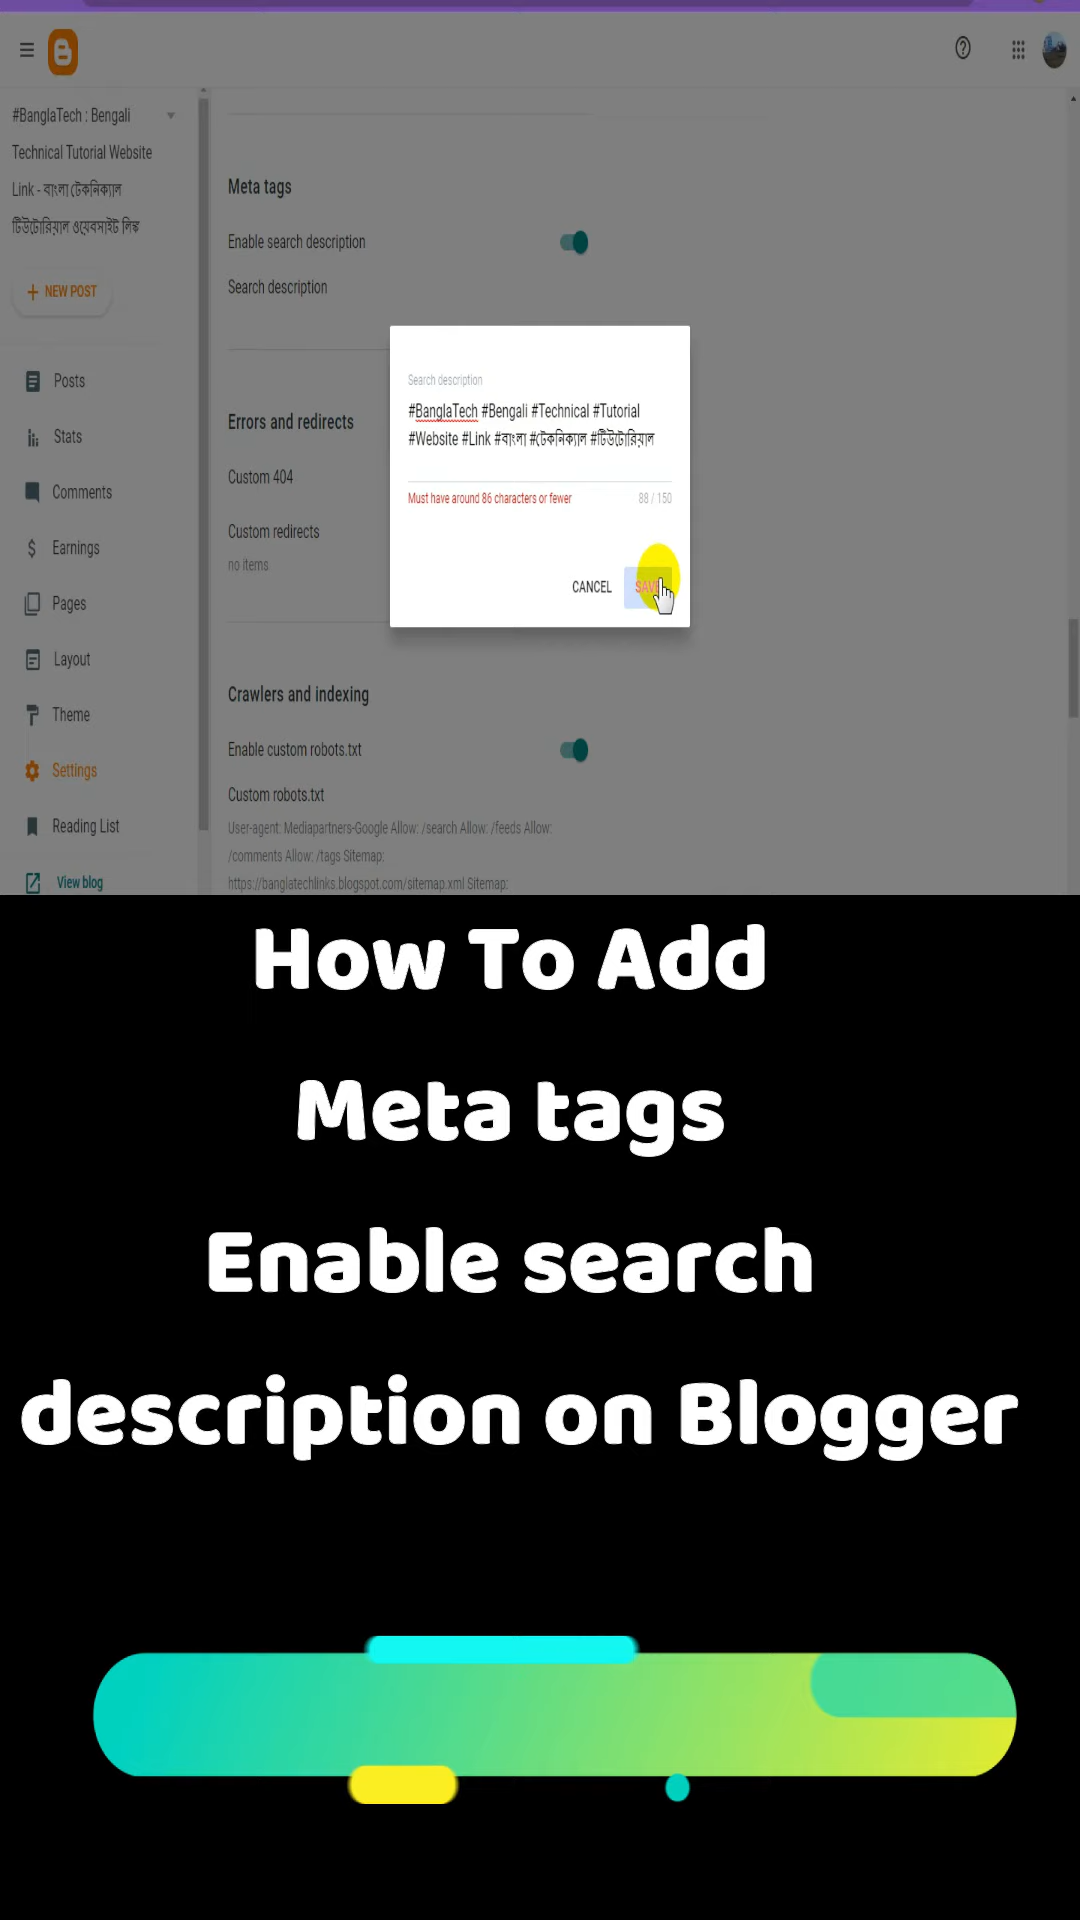 #BanglaTech : Bengali
Technical Tutorial Website
Link - বাংলা টেকনিক্যাল
টিউটোরিয়াল ওয়েবসাইট লিঙ্ক
+ NEW POST
Posts
Stats
Comments
Earnings
Pages
Layout
Theme
Settings
Reading List
View blog
Meta tags
Enable search description
Search description
Search description
#BanglaTech #Bengali #Technical #Tutorial
#Website #Link #বাংলা #টেকনিক্যাল #টিউটোরিয়াল
Must have around 86 characters or fewer 88 / 150
CANCEL SAVE
Errors and redirects
Custom 404
Custom redirects
no items
Crawlers and indexing
Enable custom robots.txt
Custom robots.txt
User-agent: Mediapartners-Google Allow: /search Allow: /feeds Allow:
/comments Allow: /tags Sitemap:
https://banglatechlinks.blogspot.com/sitemap.xml Sitemap:
How To Add
Meta tags
Enable search
description on Blogger